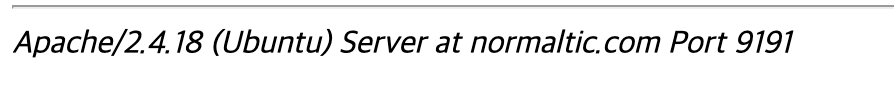 Apache/2.4.18 (Ubuntu) Server at normaltic.com Port 9191